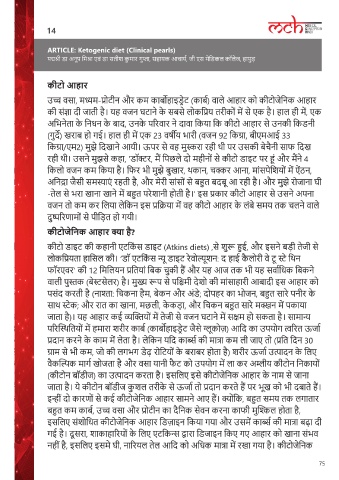 14
mch
ARTICLE: Ketogenic diet (Clinical pearls)
कीटो आहार
उच्च वसा, मध्यम-प्रोटीन और कम कार्बोहाइड्रेट (कार्ब) वाले आहार को कीटोजेनिक आहार
की संज्ञा दी जाती है। यह वजन घटाने के सबसे लोकप्रिय तरीकों में से एक है। हाल ही में, एक
अभिनेता के निधन के बाद, उनके परिवार ने दावा किया कि कीटो आहार से उनकी किडनी
(गुर्दे) खराब हो गई। हाल ही में एक 23 वर्षीय भारी (वजन 92 किग्रा, बीएमआई 33
किग्रा/एम2) मुझे दिखाने आयी। ऊपर से वह मुस्करा रही थी पर उसकी बेचैनी साफ दिख
रही थी। उसने मुझसे कहा, 'डॉक्टर, में पिछले दो महीनों से कीटो डाइट पर हूं और मैंने 4
किलो वजन कम किया है। फिर भी मुझे बुखार, थकान, चक्कर आना, मांसपेशियों में ऐंठन,
अनिद्रा जैसी समस्याएं रहती है, और मेरी सांसों से बहुत बदबू आ रही है। और मुझे रोजाना घी
-तेल से भरा खाना खाने में बहुत परेशानी होती है।' इस प्रकार कीटो आहार से उसने अपना
वजन तो कम कर लिया लेकिन इस प्रक्रिया में वह कीटो आहार के लंबे समय तक चलने वाले
दुष्परिणामों से पीड़ित हो गयी।
कीटोजेनिक आहार क्या है?
कीटो डाइट की कहानी एटकिंस डाइट (Atkins diets) ,से शुरू हुई, और इसने बड़ी तेजी से
लोकप्रियता हासिल की। 'डॉ एटकिंस न्यू डाइट रेवोल्यूशन: द हाई कैलोरी वे टू स्टे थिन
फॉरएवर' की 12 मिलियन प्रतियां बिक चुकी हैं और यह आज तक भी यह सर्वाधिक बिकने
वाली पुस्तक (बेस्टसेलर) है। मुख्य रूप से पश्चिमी देशो की मांसाहारी आबादी इस आहार को
पसंद करती है (नाश्ता: चिकना हैम, बेकन और अंडे; दोपहर का भोजन, बहुत सारे पनीर के
साथ स्टेक; और रात का खाना, मछली, केकड़ा, और चिकन बहुत सारे मक्खन में पकाया
जाता है)। यह आहार कई व्यक्तियों में तेजी से वजन घटाने में सक्षम हो सकता है। सामान्य
परिस्थितियों में हमारा शरीर कार्ब (कार्बोहाइड्रेट जैसे ग्लूकोज़) आदि का उपयोग त्वरित ऊर्जा
प्रदान करने के काम में लेता है। लेकिन यदि कार्ब्स की मात्रा कम ली जाए तो (प्रति दिन 30
ग्राम से भी कम, जो की लगभग डेढ़ रोटियों के बराबर होता है) शरीर ऊर्जा उत्पादन के लिए
वैकल्पिक मार्ग खोजता है और वसा यानी फैट को उपयोग में ला कर अम्लीय कीटोन निकायों
(कीटोन बॉडीज) का उत्पादन करता है। इसलिए इसे कीटोजेनिक आहार के नाम से जाना
जाता है। ये कीटोन बॉडीज कुशल तरीके से ऊर्जा तो प्रदान करते हैं पर भूख को भी दबाते हैं।
इन्हीं दो कारणों से कई कीटोजेनिक आहार सामने आए हैं। क्योंकि, बहुत समय तक लगातार
बहुत कम कार्ब, उच्च वसा और प्रोटीन का दैनिक सेवन करना काफी मुश्किल होता है,
इसलिए संशोधित कीटोजेनिक आहार डिज़ाइन किया गया और उसमें कार्ब्स की मात्रा बढ़ा दी
गई है। दूसरा, शाकाहारियों के लिए एटकिन्स द्वारा डिजाइन किए गए आहार को खाना संभव
नहीं है, इसलिए इसमे घी, नारियल तेल आदि को अधिक मात्रा में रखा गया है। कीटोजेनिक
75